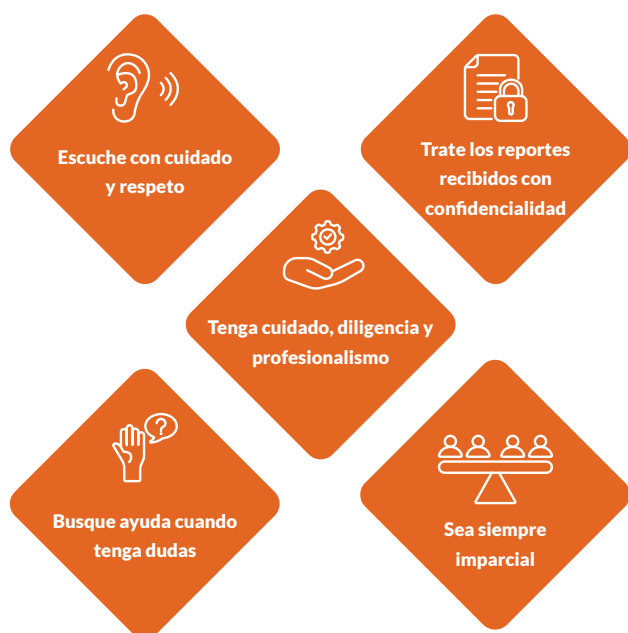 Escuche con cuidado
y respeto
Trate los reportes
recibidos con
confidencialidad
Tenga cuidado, diligencia y
profesionalismo
?
Busque ayuda cuando
tenga dudas
Sea siempre
imparcial